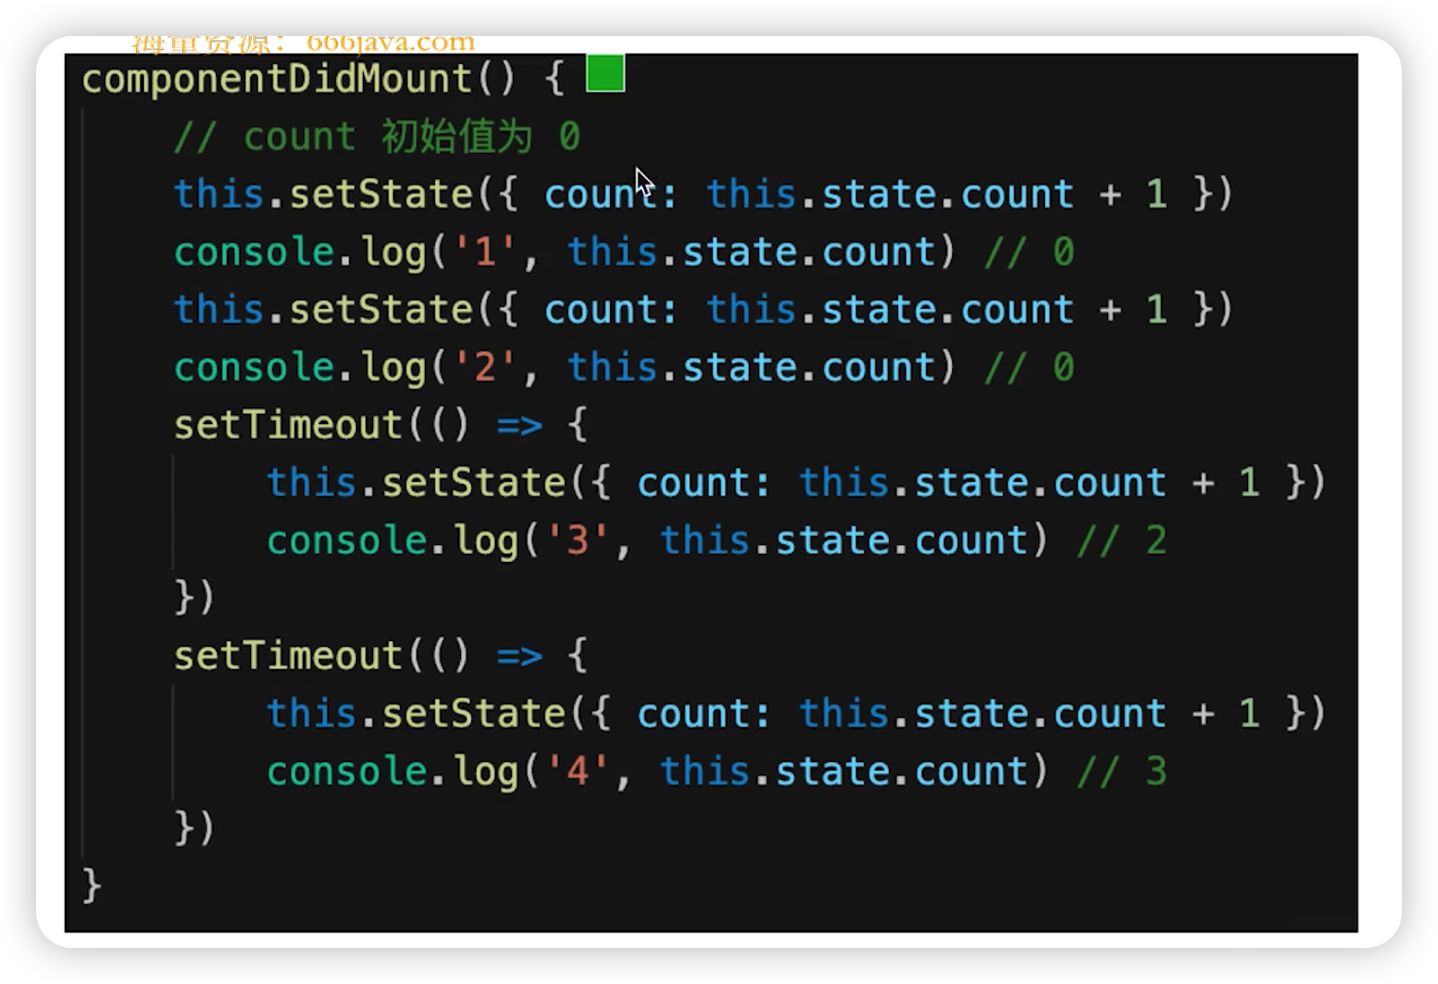 海量资源：666java.com
componentDidMount() {
    // count 初始值为 0
    this.setState({ count: this.state.count + 1 })
    console.log('1', this.state.count) // 0
    this.setState({ count: this.state.count + 1 })
    console.log('2', this.state.count) // 0
    setTimeout(() => {
        this.setState({ count: this.state.count + 1 })
        console.log('3', this.state.count) // 2
    })
    setTimeout(() => {
        this.setState({ count: this.state.count + 1 })
        console.log('4', this.state.count) // 3
    })
}